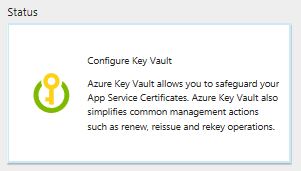 Status
Configure Key Vault
Azure Key Vault allows you to safeguard your
App Service Certificates. Azure Key Vault also
simplifies common management actions
such as renew, reissue and rekey operations.